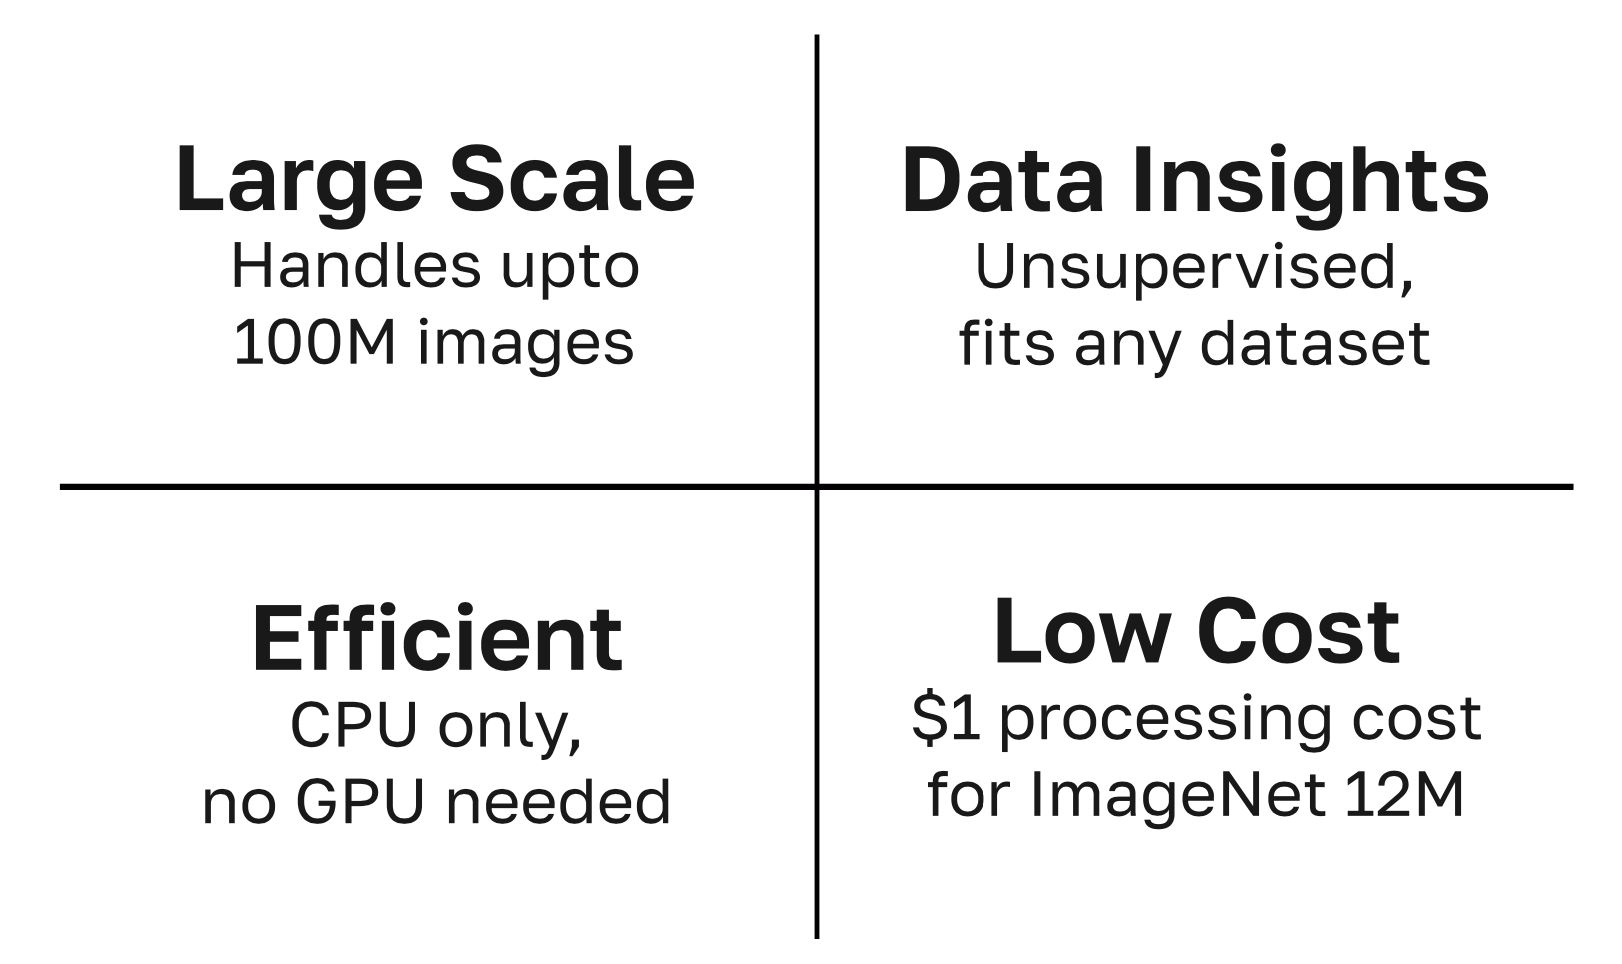 Large Scale
Handles upto
100M images
Data Insights
Unsupervised,
fits any dataset
Efficient
CPU only,
no GPU needed
Low Cost
$1 processing cost
for ImageNet 12M